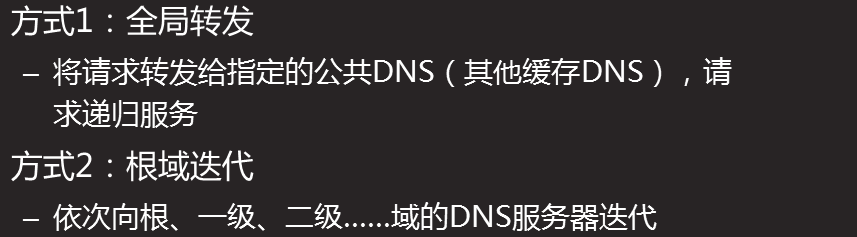 方式1：全局转发
– 将请求转发给指定的公共DNS（其他缓存DNS），请
求递归服务
方式2：根域迭代
– 依次向根、一级、二级……域的DNS服务器迭代